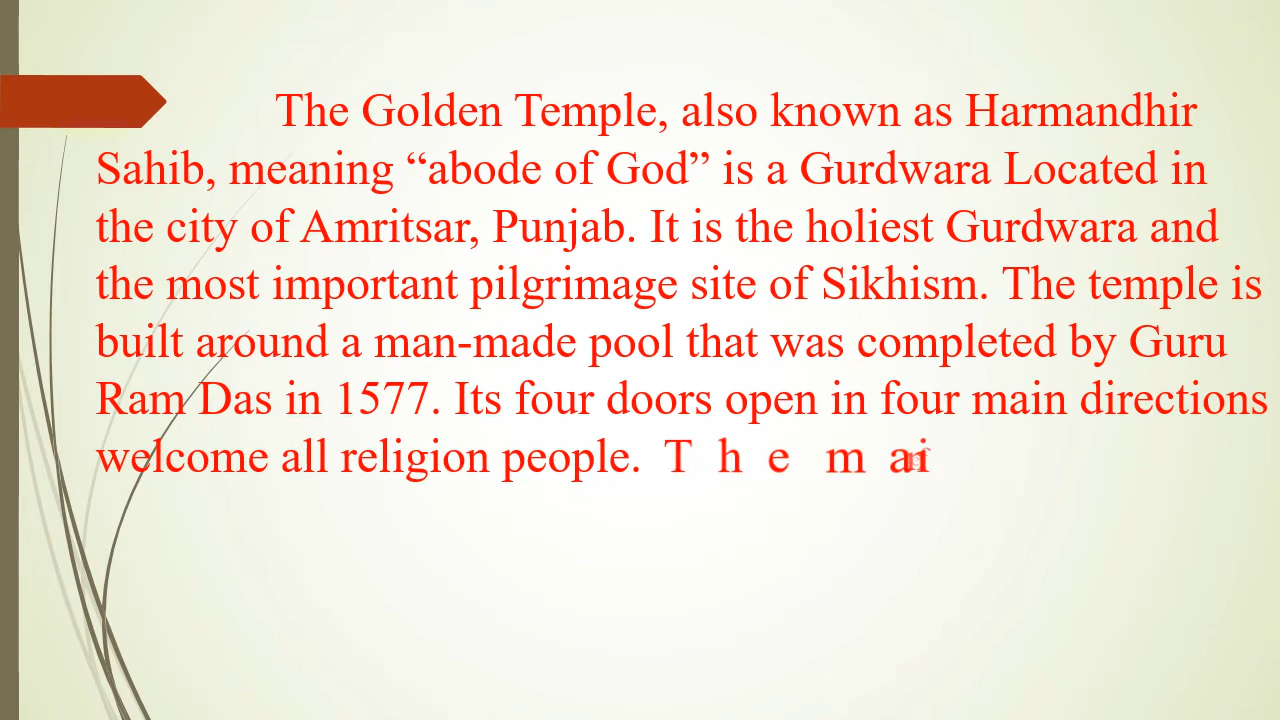 The Golden Temple, also known as Harmandhir
Sahib, meaning “abode of God” is a Gurdwara Located in
the city of Amritsar, Punjab. It is the holiest Gurdwara and
the most important pilgrimage site of Sikhism. The temple is
built around a man-made pool that was completed by Guru
Ram Das in 1577. Its four doors open in four main directions
welcome all religion people. The